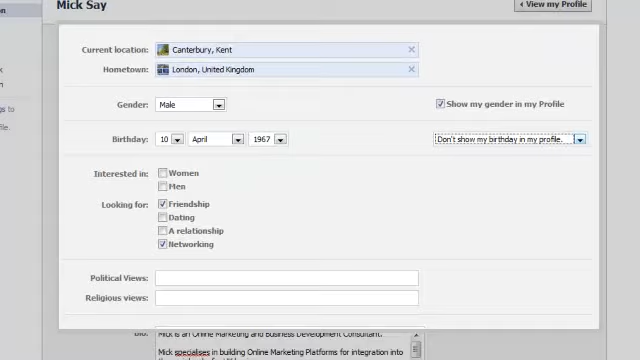 Mick Say
View my Profile
Current location: Canterbury, Kent
Hometown: London, United Kingdom
Gender: Male Show my gender in my Profile
Birthday: 10 April 1967 Don't show my birthday in my profile.
Interested in: Women
Men
Looking for: Friendship
Dating
A relationship
Networking
Political Views:
Religious views:
Mick is an Online Marketing and Business Development Consultant.
Mick specialises in building Online Marketing Platforms for integration into